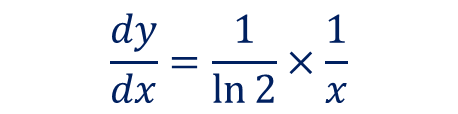 dy/dx = 1/ln 2 × 1/x